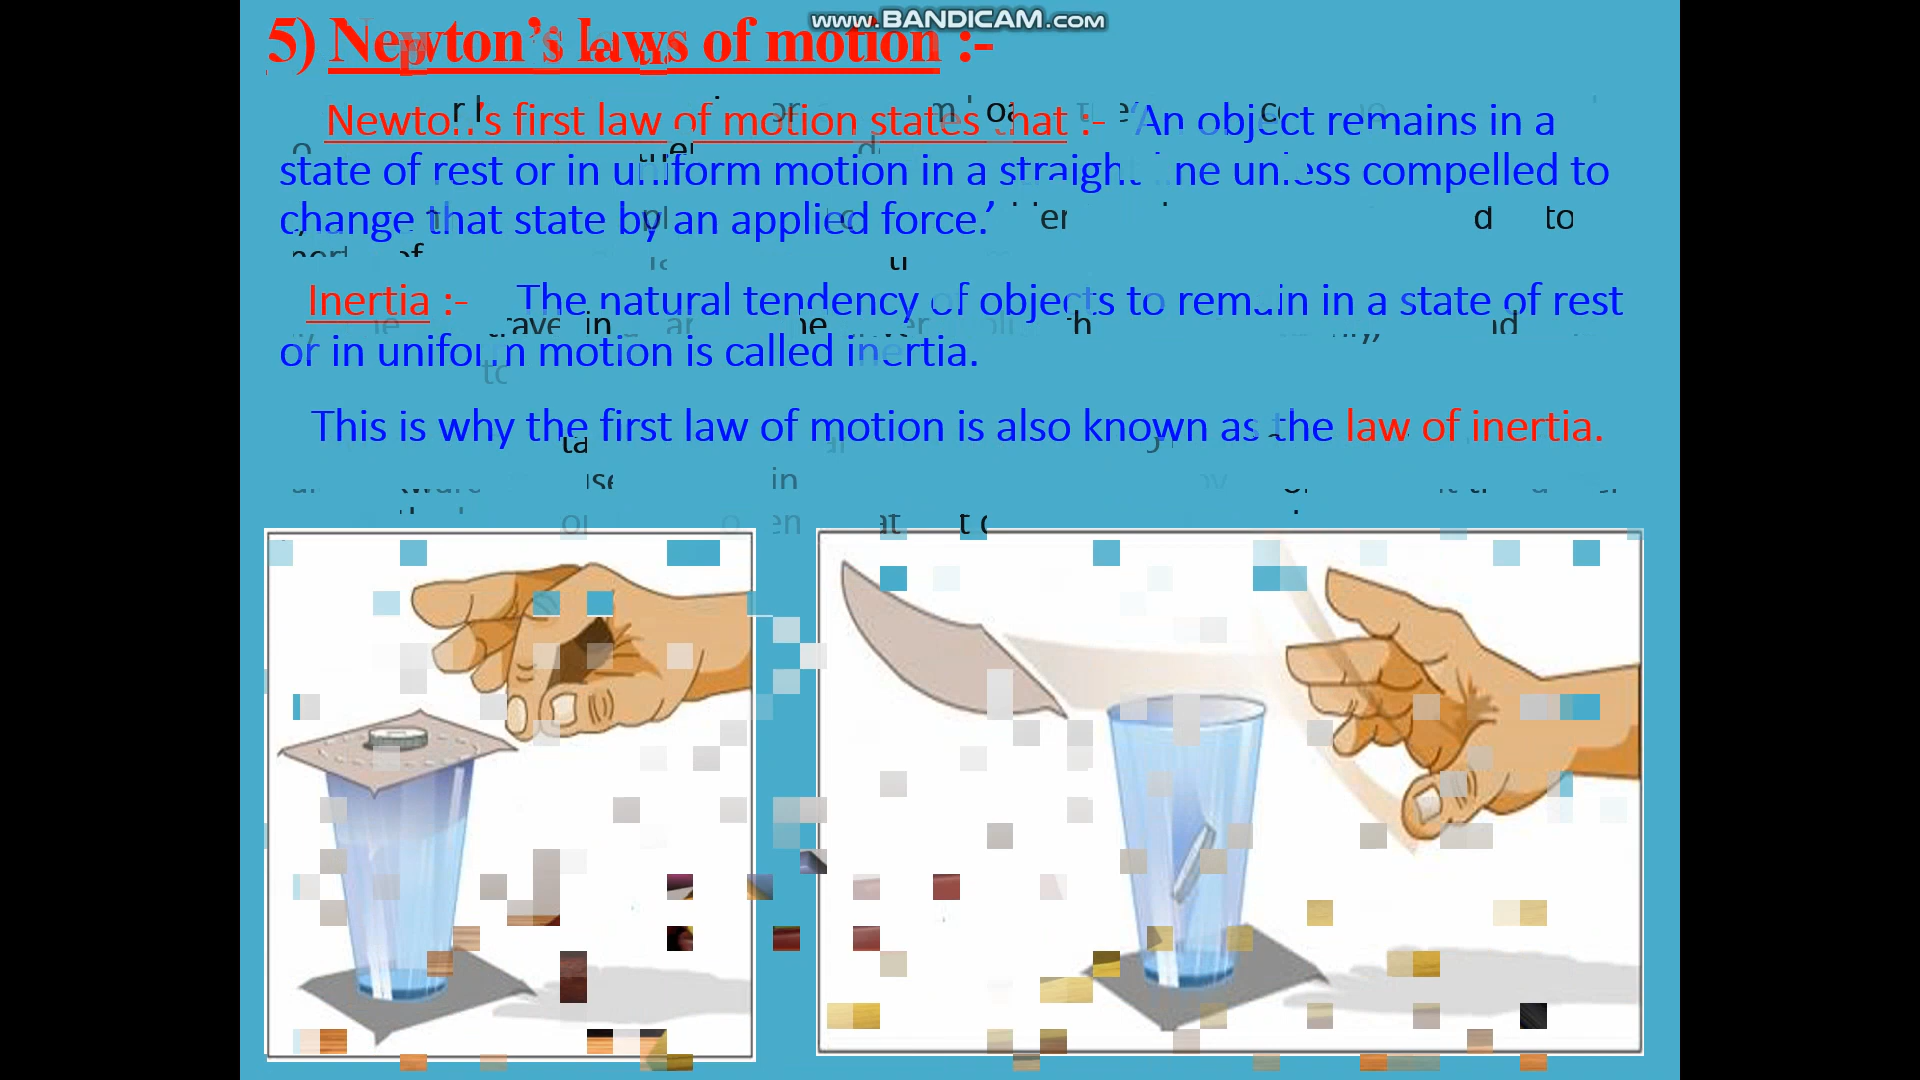 www.BANDICAM.com
5) Newton's laws of motion :-
Newton's first law of motion states that :- 'An object remains in a
state of rest or in uniform motion in a straight line unless compelled to
change that state by an applied force.'
Inertia :- The natural tendency of objects to remain in a state of rest
or in uniform motion is called inertia.
This is why the first law of motion is also known as the law of inertia.